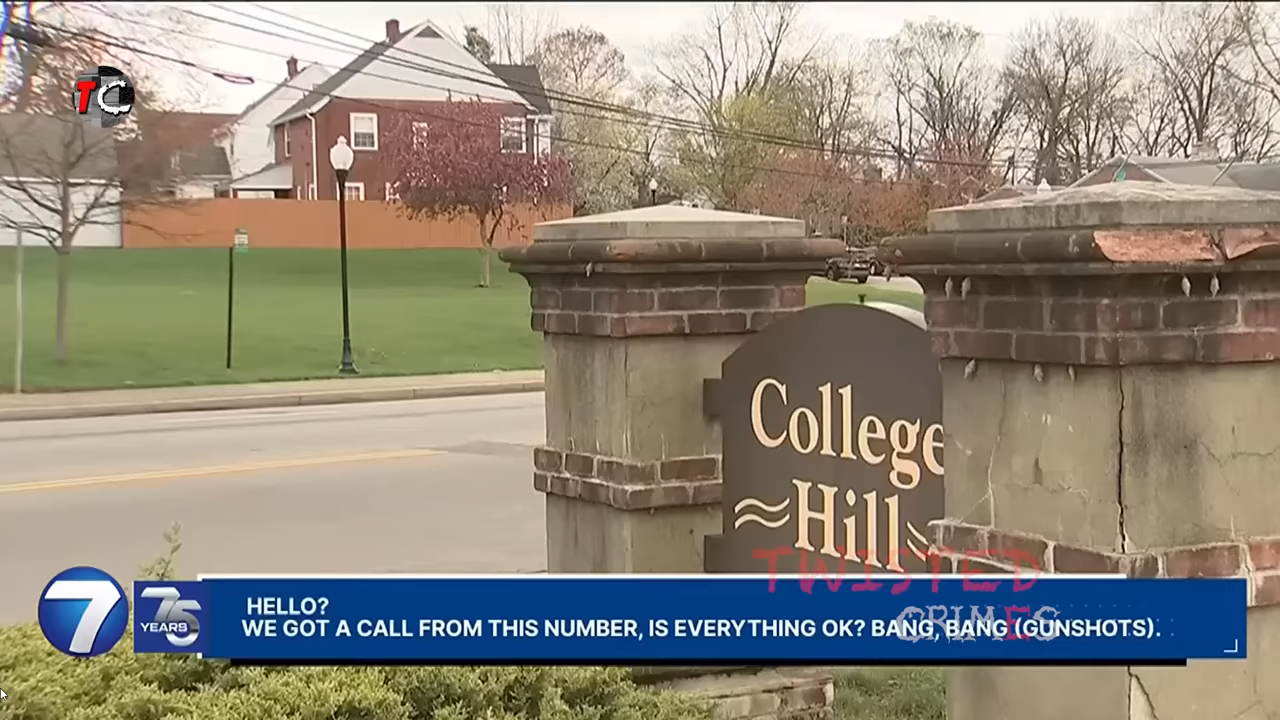 TC
College
Hill
TWISTED
CRIMES
7
75
YEARS
HELLO?
WE GOT A CALL FROM THIS NUMBER, IS EVERYTHING OK? BANG, BANG (GUNSHOTS).